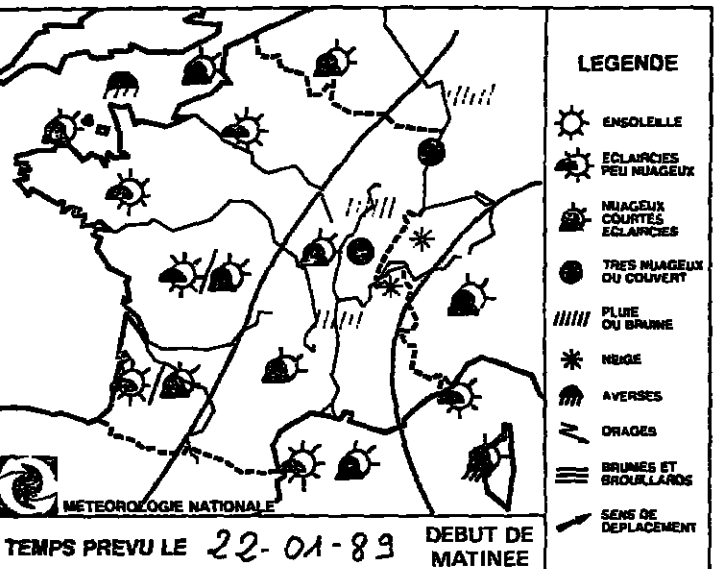 LEGENDE
ENSOLEILLE
ECLAIRCIES
PEU NUAGEUX
NUAGEUX
COURTES
ECLAIRCIES
TRES NUAGEUX
OU COUVERT
PLUIE
OU BRUINE
NEIGE
AVERSES
ORAGES
BRUMES ET
BROUILLARDS
SENS DE
DEPLACEMENT
METEOROLOGIE NATIONALE
TEMPS PREVU LE 22-01-89 DEBUT DE
MATINEE